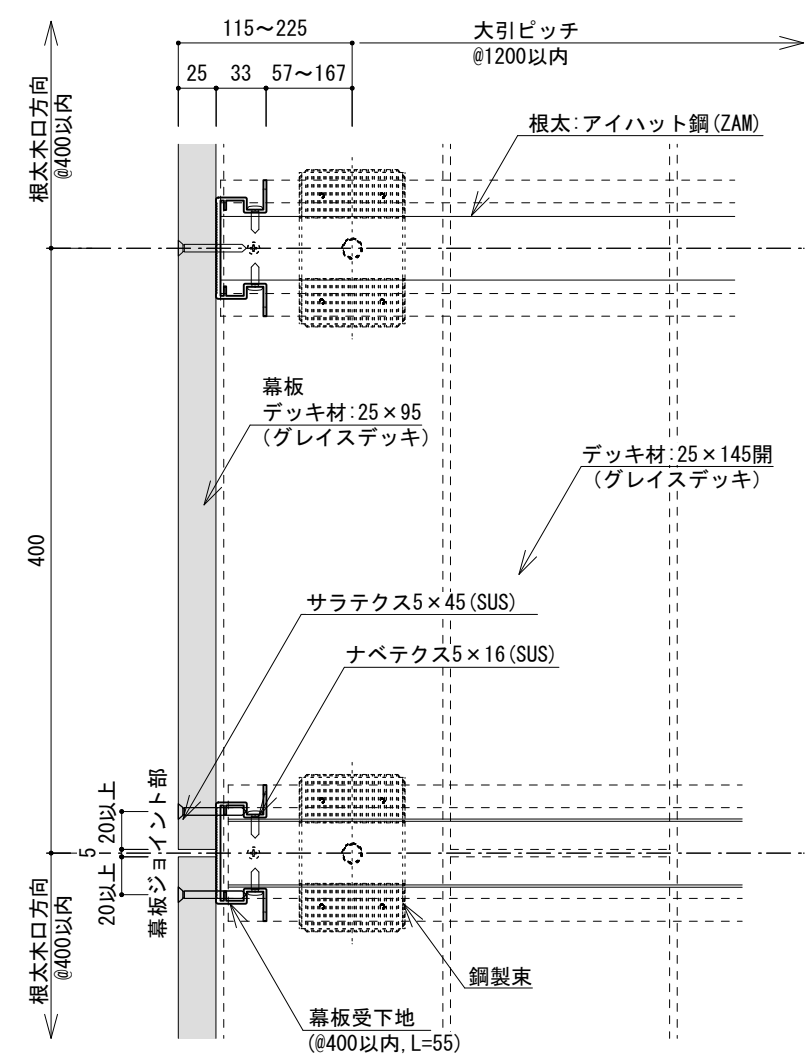 115～225
大引ピッチ
@1200以内
25
33
57～167
根太木口方向
@400以内
根太:アイハット鋼(ZAM)
幕板
デッキ材:25×95
(グレイスデッキ)
デッキ材:25×145開
(グレイスデッキ)
400
サラテクス5×45(SUS)
ナベテクス5×16(SUS)
20以上
5
20以上
幕板ジョイント部
根太木口方向
@400以内
鋼製束
幕板受下地
(@400以内,L=55)